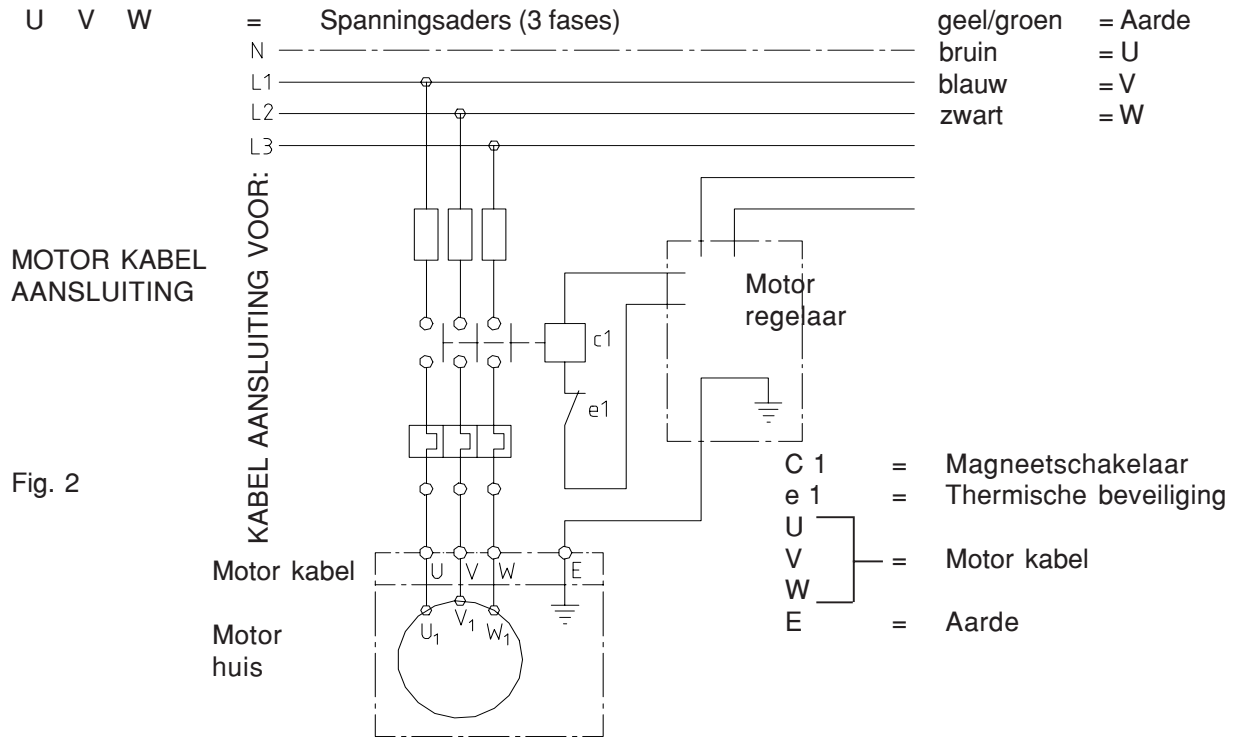 U V W = Spanningsaders (3 fases)
geel/groen = Aarde
bruin = U
blauw = V
zwart = W
N
L1
L2
L3
KABEL AANSLUITING VOOR:
MOTOR KABEL
AANSLUITING
Motor
regelaar
c1
e1
Fig. 2
C 1 = Magneetschakelaar
e 1 = Thermische beveiliging
U
V = Motor kabel
W
E = Aarde
Motor kabel
U V W E
U1 V1 W1
Motor
huis